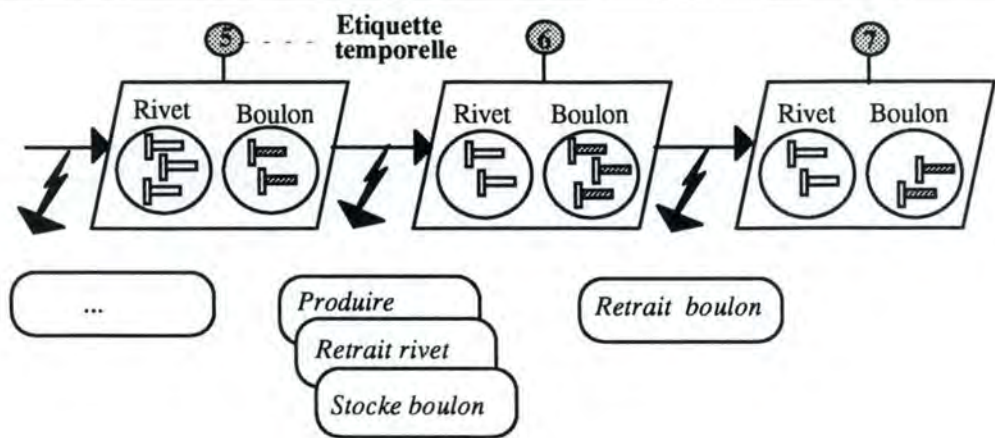 5
Etiquette
temporelle
6
7
Rivet Boulon
Rivet Boulon
Rivet Boulon
...
Produire
Retrait rivet
Stocke boulon
Retrait boulon